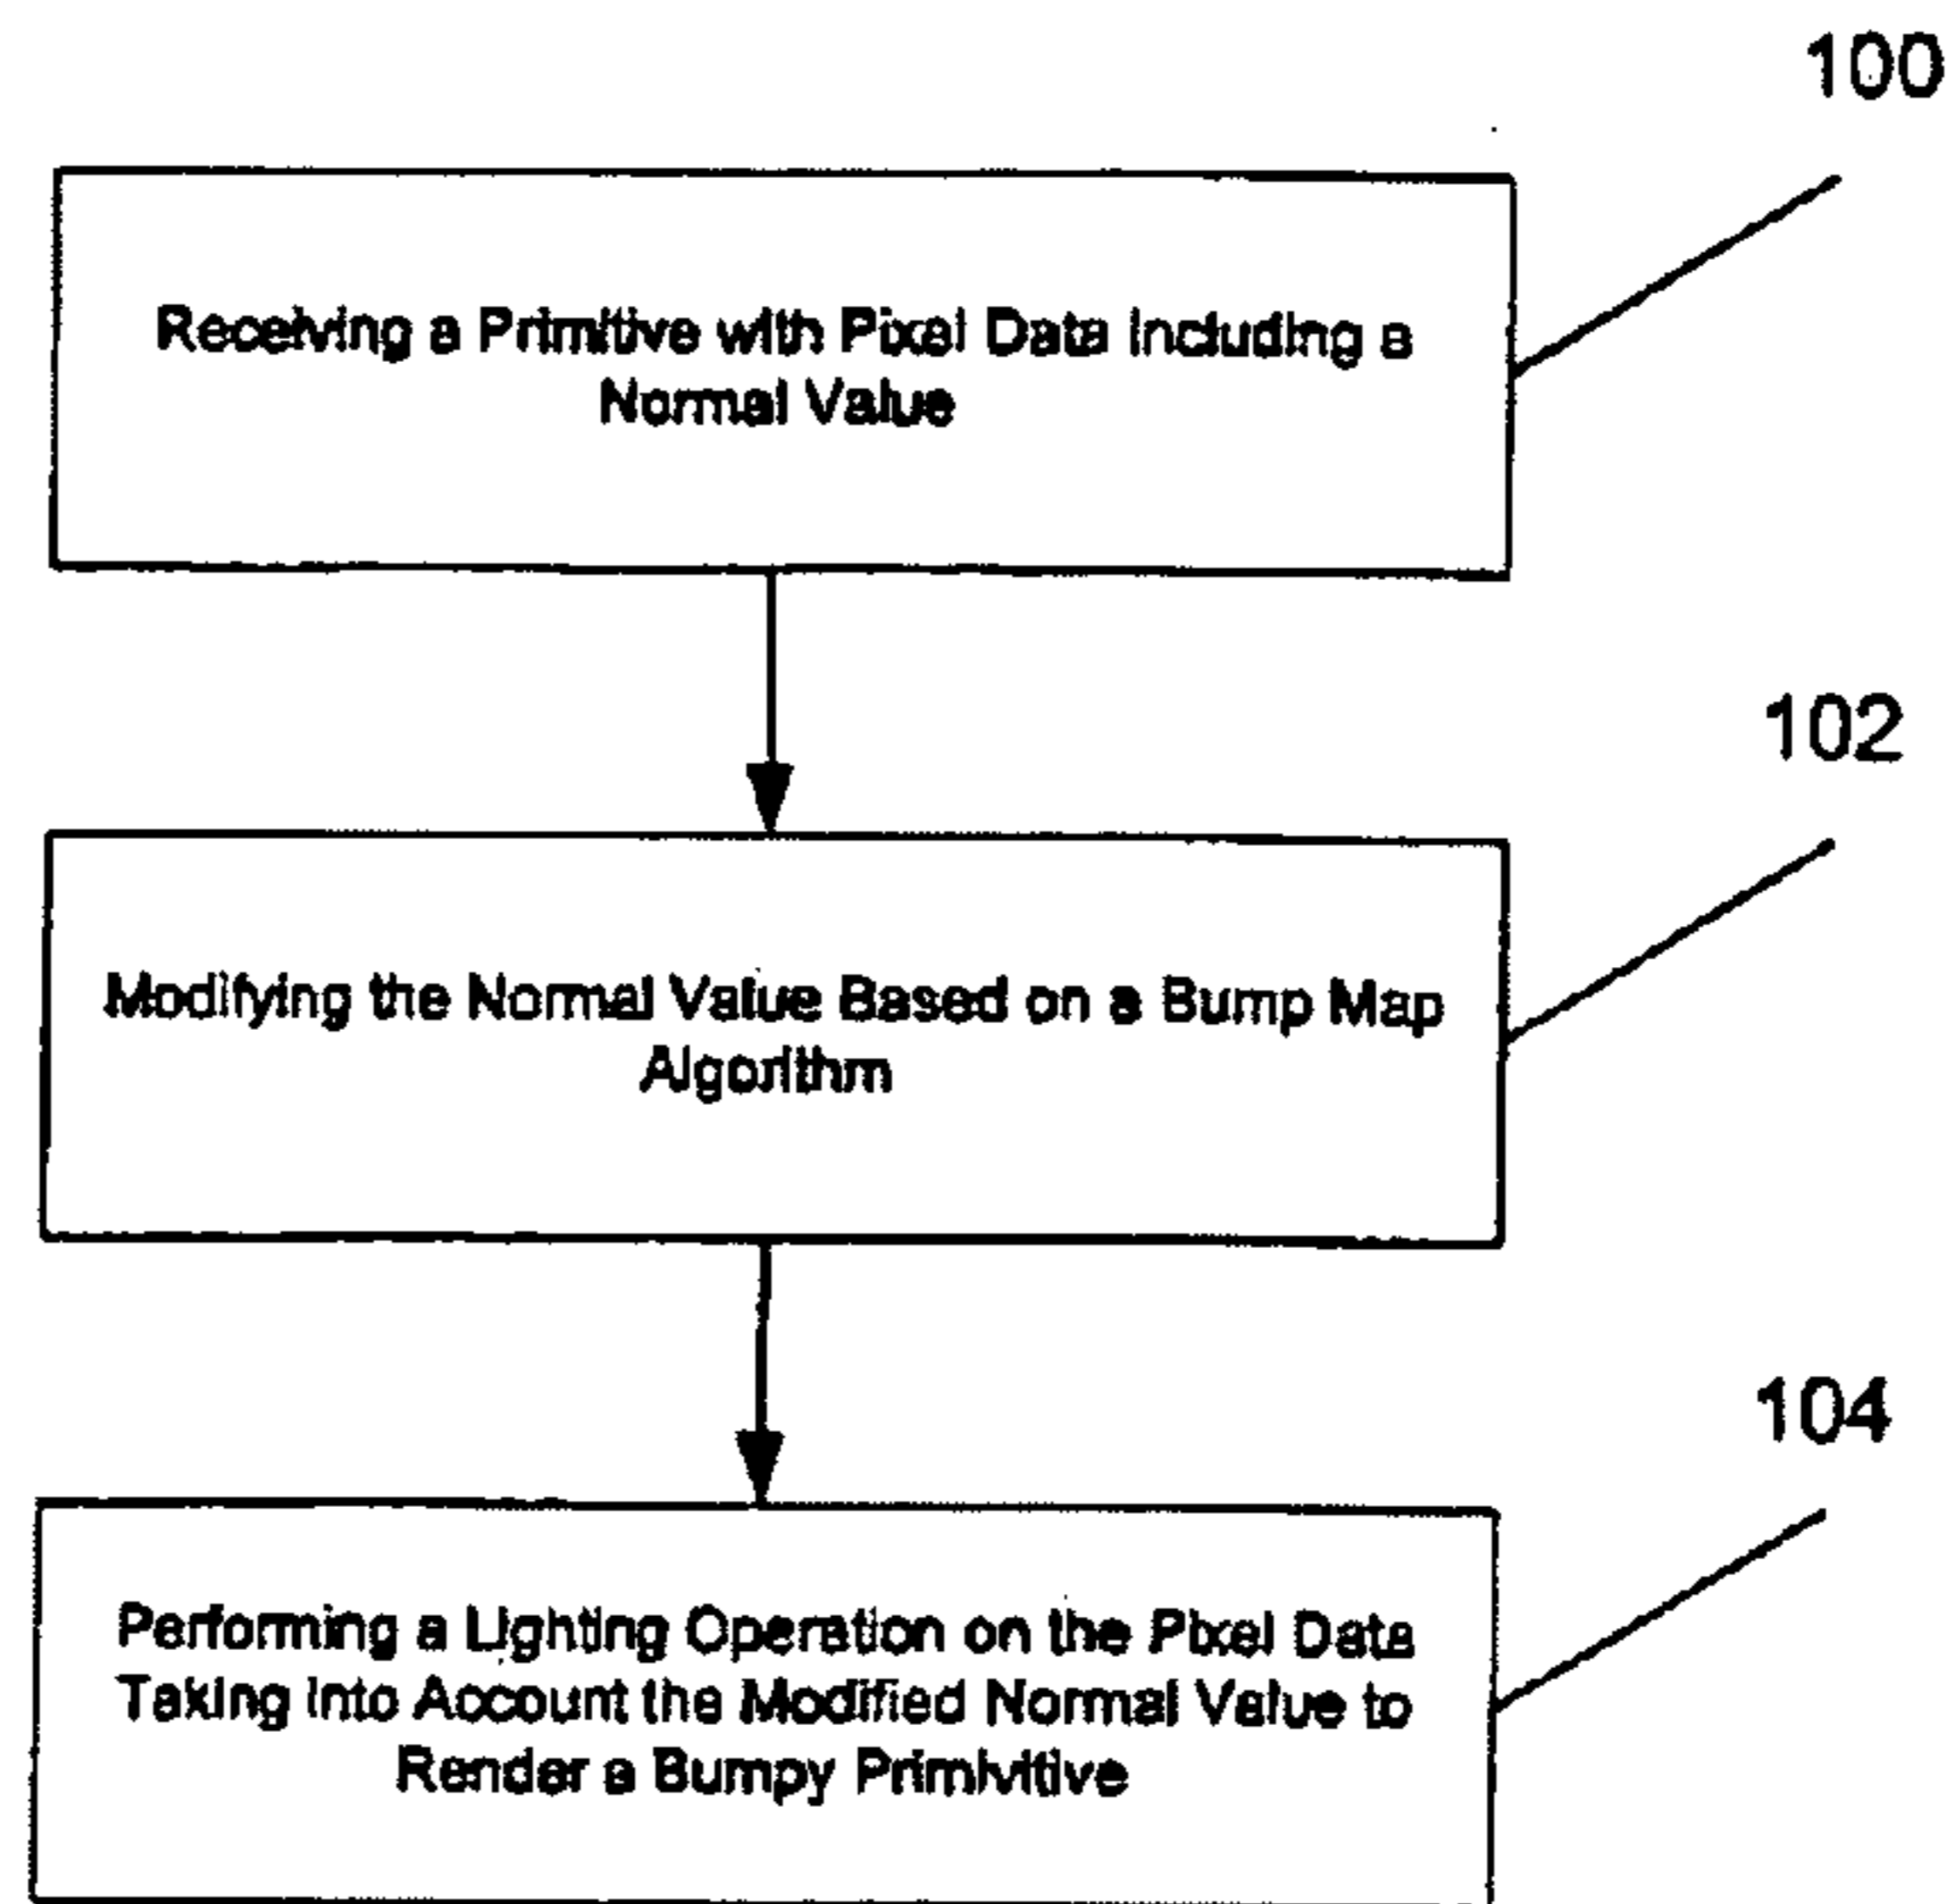 100
Receiving a Primitive with Pixel Data Including a
Normal Value
102
Modifying the Normal Value Based on a Bump Map
Algorithm
104
Performing a Lighting Operation on the Pixel Data
Taking into Account the Modified Normal Value to
Render a Bumpy Primivitive